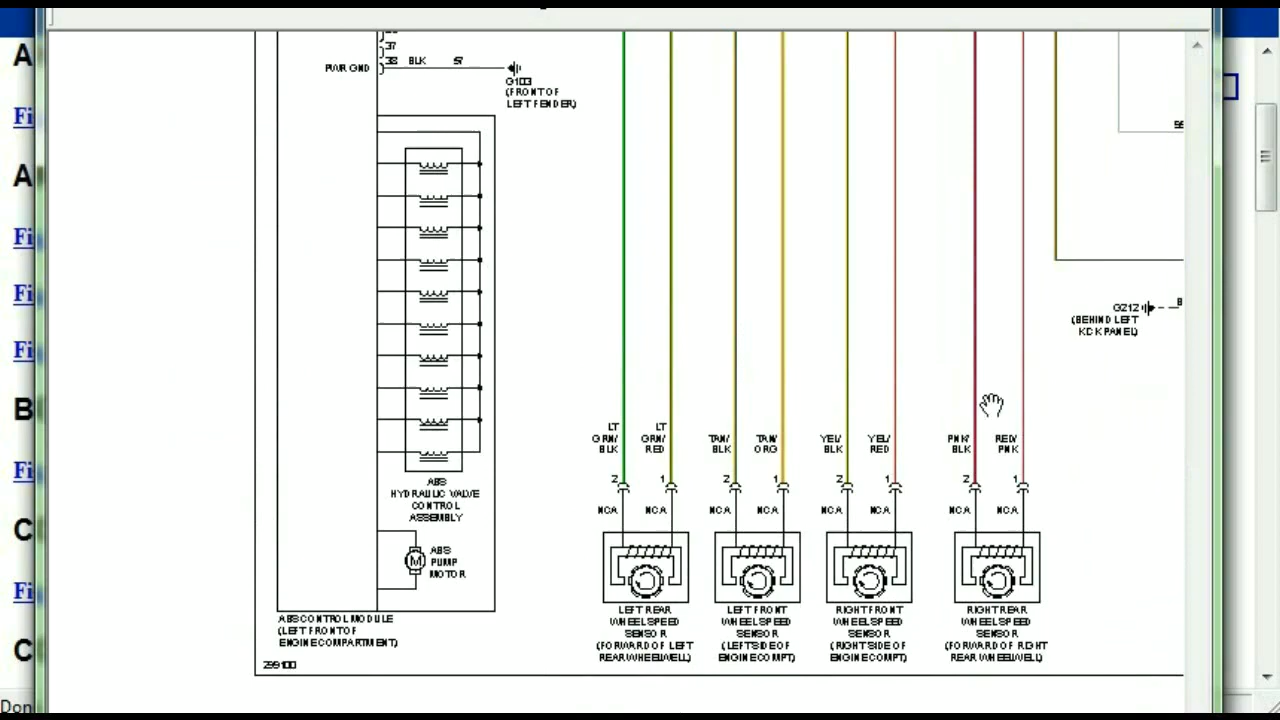 A
Fi
A
Fi
Fi
Fi
B
Fi
C
Fi
C
Don
37
PWR GND
38 BLK 57
G103
(FRONT OF
LEFT FENDER)
G212
(BEHIND LEFT
KCK PANEL)
LT
GRN/
BLK
LT
GRN/
RED
TAN/
BLK
TAN/
ORG
YEL/
BLK
YEL/
RED
PNK/
BLK
RED/
PNK
2 1 2 1 2 1 2 1
NCA NCA NCA NCA NCA NCA NCA NCA
ABS
HYDRAULIC VALVE
CONTROL
ASSEMBLY
M
ABS
PUMP
MOTOR
ABS CONTROL MODULE
(LEFT FRONT OF
ENGINE COMPARTMENT)
LEFT REAR
WHEEL SPEED
SENSOR
(FORWARD OF LEFT
REAR WHEELWELL)
LEFT FRONT
WHEEL SPEED
SENSOR
(LEFT SIDE OF
ENGINE COMPT)
RIGHT FRONT
WHEEL SPEED
SENSOR
(RIGHT SIDE OF
ENGINE COMPT)
RIGHT REAR
WHEEL SPEED
SENSOR
(FORWARD OF RIGHT
REAR WHEELWELL)
299100